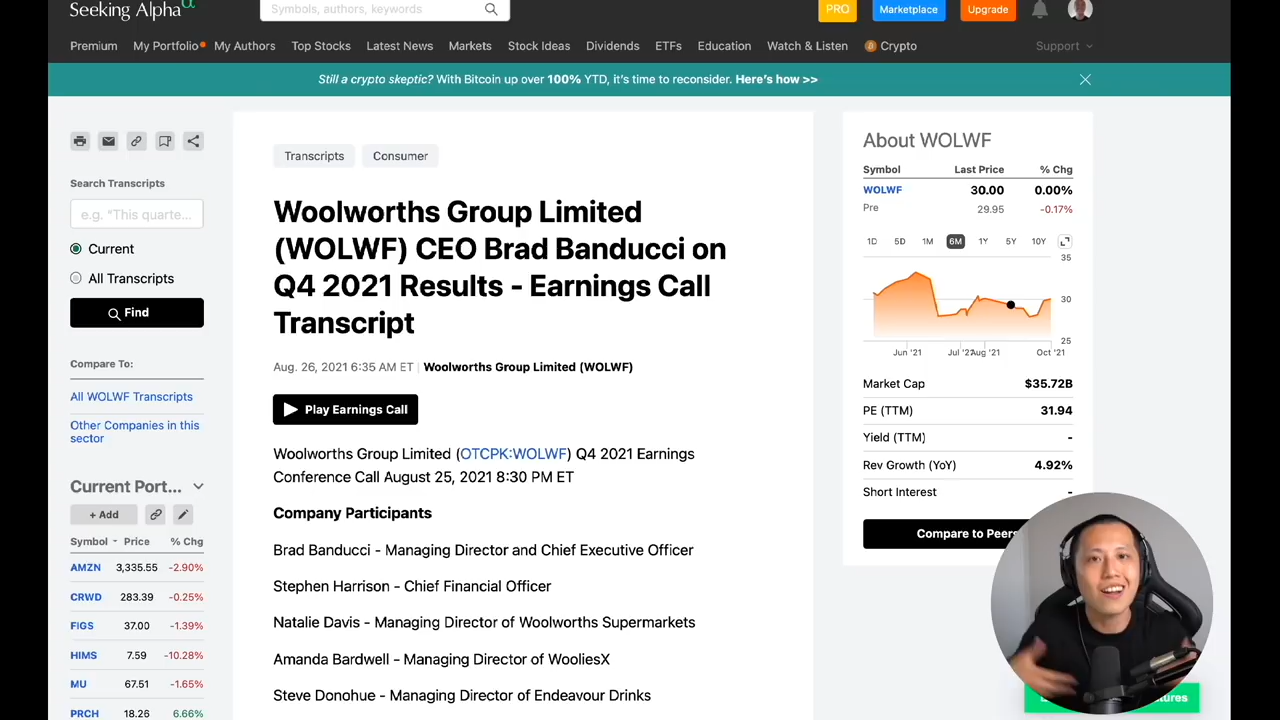 Seeking Alpha α
Symbols, authors, keywords
PRO
Marketplace
Upgrade
Premium
My Portfolio
My Authors
Top Stocks
Latest News
Markets
Stock Ideas
Dividends
ETFs
Education
Watch & Listen
Crypto
Support
Still a crypto skeptic? With Bitcoin up over 100% YTD, it's time to reconsider. Here's how >>
Search Transcripts
e.g. "This quarte...
Current
All Transcripts
Find
Compare To:
All WOLWF Transcripts
Other Companies in this
sector
Current Port...
+ Add
Symbol Price % Chg
AMZN 3,335.55 -2.90%
CRWD 283.39 -0.25%
FIGS 37.00 -1.39%
HIMS 7.59 -10.28%
MU 67.51 -1.65%
PRCH 18.26 6.66%
Transcripts
Consumer
Woolworths Group Limited
(WOLWF) CEO Brad Banducci on
Q4 2021 Results - Earnings Call
Transcript
Aug. 26, 2021 6:35 AM ET | Woolworths Group Limited (WOLWF)
Play Earnings Call
Woolworths Group Limited (OTCPK:WOLWF) Q4 2021 Earnings
Conference Call August 25, 2021 8:30 PM ET
Company Participants
Brad Banducci - Managing Director and Chief Executive Officer
Stephen Harrison - Chief Financial Officer
Natalie Davis - Managing Director of Woolworths Supermarkets
Amanda Bardwell - Managing Director of WooliesX
Steve Donohue - Managing Director of Endeavour Drinks
About WOLWF
Symbol Last Price % Chg
WOLWF 30.00 0.00%
Pre 29.95 -0.17%
1D 5D 1M 6M 1Y 5Y 10Y
35
30
25
Jun '21 Aug '21 Oct '21
Market Cap $35.72B
PE (TTM) 31.94
Yield (TTM) -
Rev Growth (YoY) 4.92%
Short Interest -
Compare to Peers